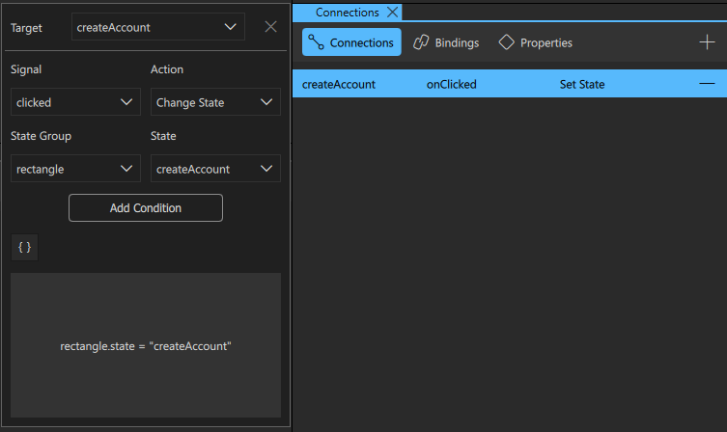 Target createAccount
Signal Action
clicked Change State
State Group State
rectangle createAccount
Add Condition
{ }
rectangle.state = "createAccount"
Connections
Connections Bindings Properties
createAccount onClicked Set State